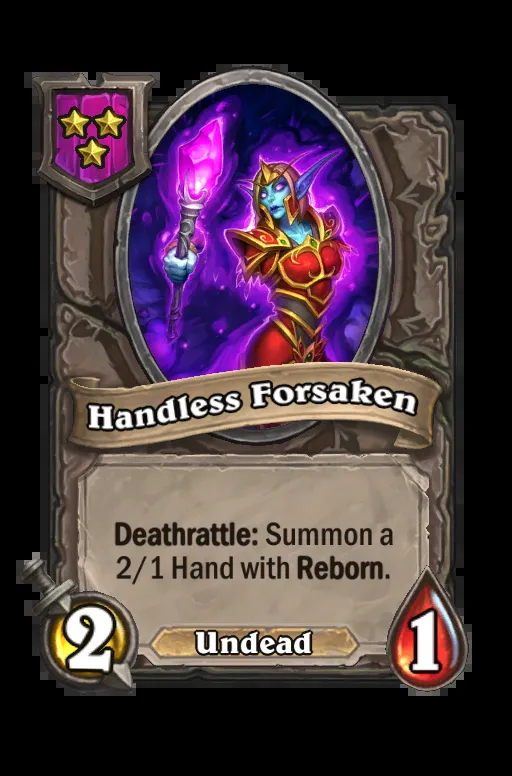 Handless Forsaken
Deathrattle: Summon a
2/1 Hand with Reborn.
2
Undead
1